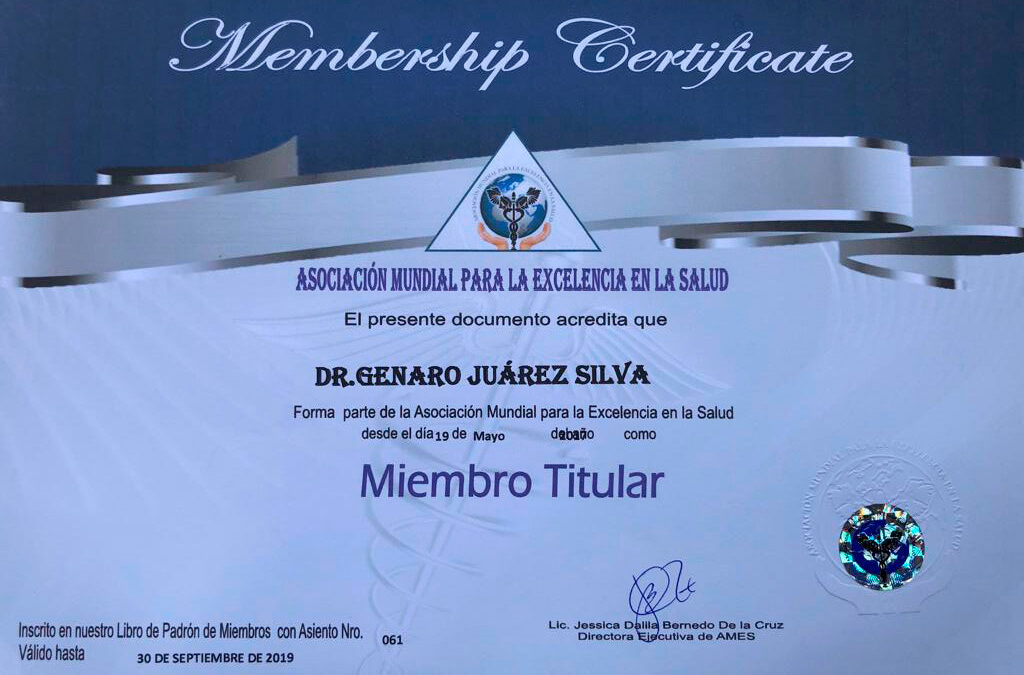 Membership Certificate
ASOCIACIÓN MUNDIAL PARA LA EXCELENCIA EN LA SALUD
El presente documento acredita que
DR.GENARO JUÁREZ SILVA
Forma parte de la Asociación Mundial para la Excelencia en la Salud
desde el día 19 de Mayo del año 2017 como
Miembro Titular
Inscrito en nuestro Libro de Padrón de Miembros con Asiento Nro. 061
Válido hasta 30 DE SEPTIEMBRE DE 2019
Lic. Jessica Dalila Bernedo De la Cruz
Directora Ejecutiva de AMES